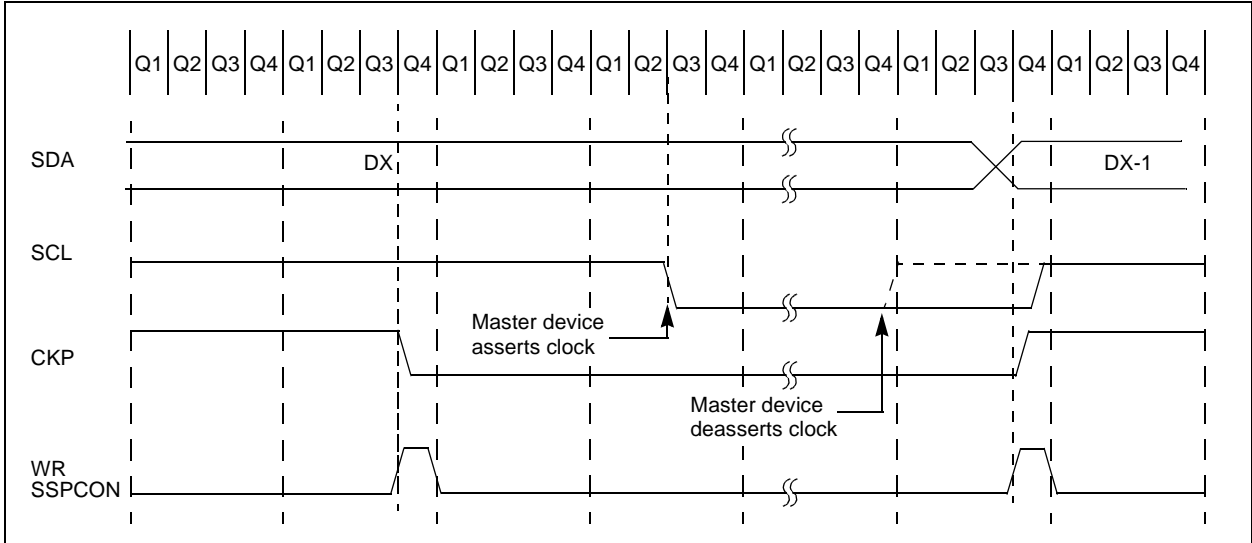 Q1 Q2 Q3 Q4 Q1 Q2 Q3 Q4 Q1 Q2 Q3 Q4 Q1 Q2 Q3 Q4 Q1 Q2 Q3 Q4 Q1 Q2 Q3 Q4 Q1 Q2 Q3 Q4
SDA
DX
DX-1
SCL
Master device
asserts clock
CKP
Master device
deasserts clock
WR
SSPCON